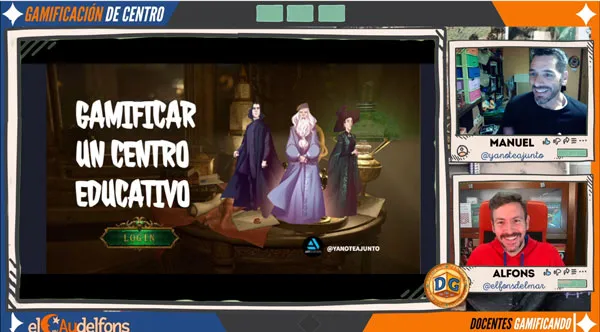 GAMIFICACIÓN DE CENTRO
GAMIFICAR
UN CENTRO
EDUCATIVO
LOGIN
@YANOTEAJUNTO
MANUEL
@yanoteajunto
ALFONS
@elfonsdelmar
DG
elCAudelfons
DOCENTES GAMIFICANDO